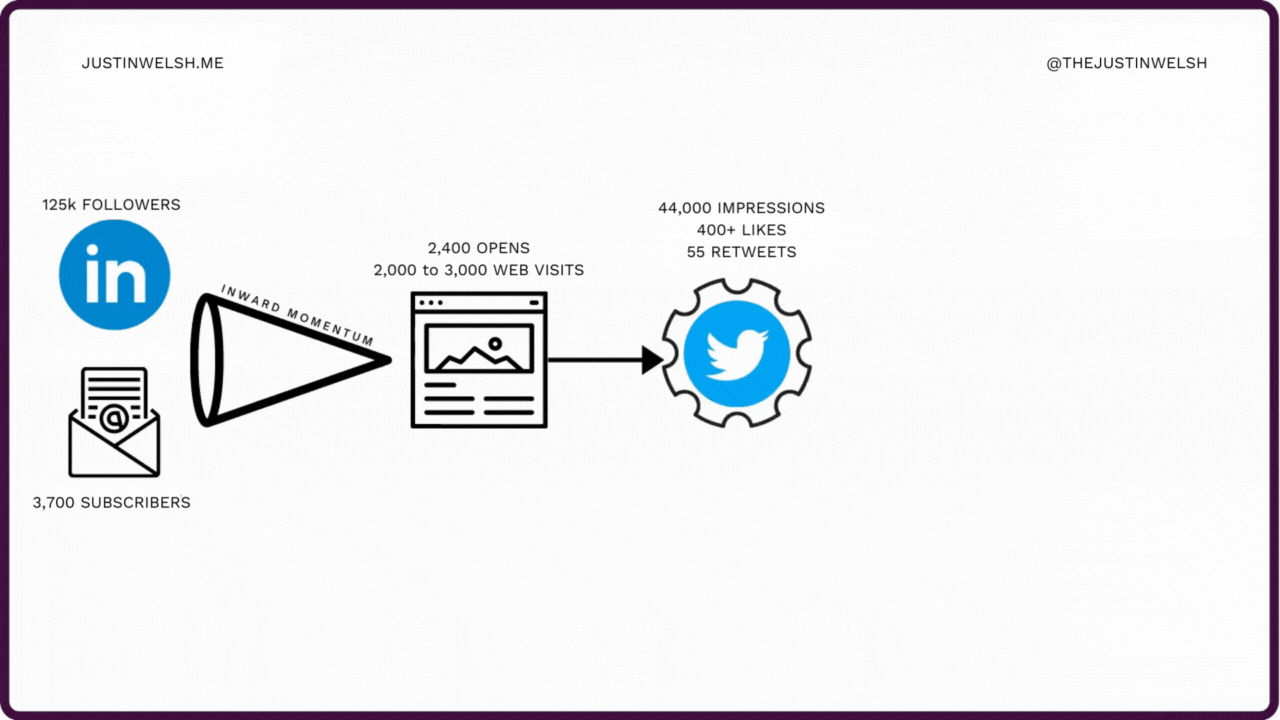 JUSTINWELSH.ME
@THEJUSTINWELSH
125k FOLLOWERS
in
3,700 SUBSCRIBERS
INWARD MOMENTUM
2,400 OPENS
2,000 to 3,000 WEB VISITS
44,000 IMPRESSIONS
400+ LIKES
55 RETWEETS